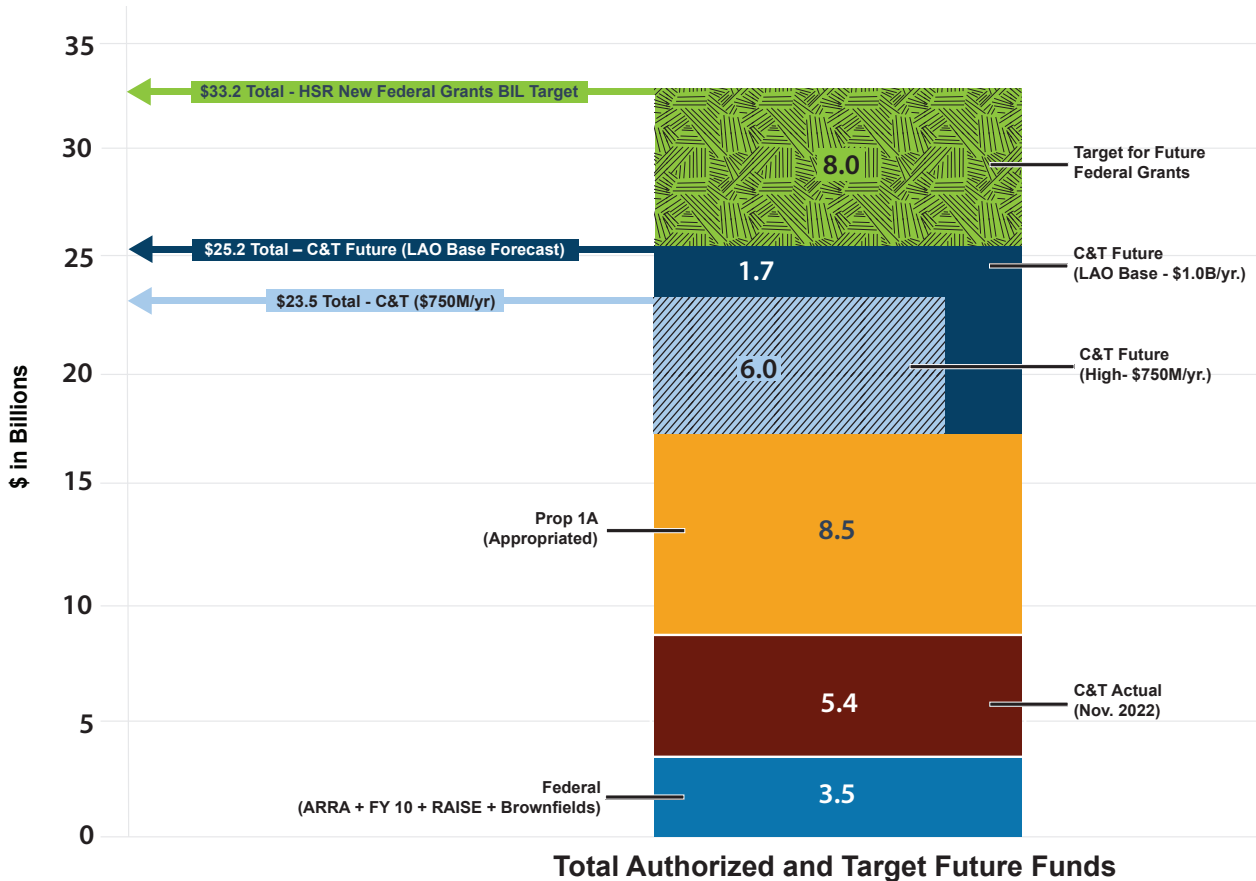 35
$33.2 Total - HSR New Federal Grants BIL Target
30
8.0
Target for Future
Federal Grants
$25.2 Total – C&T Future (LAO Base Forecast)
25
1.7
C&T Future
(LAO Base - $1.0B/yr.)
$23.5 Total - C&T ($750M/yr)
20
6.0
C&T Future
(High- $750M/yr.)
$ in Billions
15
Prop 1A
(Appropriated)
8.5
10
5.4
C&T Actual
(Nov. 2022)
5
Federal
(ARRA + FY 10 + RAISE + Brownfields)
3.5
0
Total Authorized and Target Future Funds